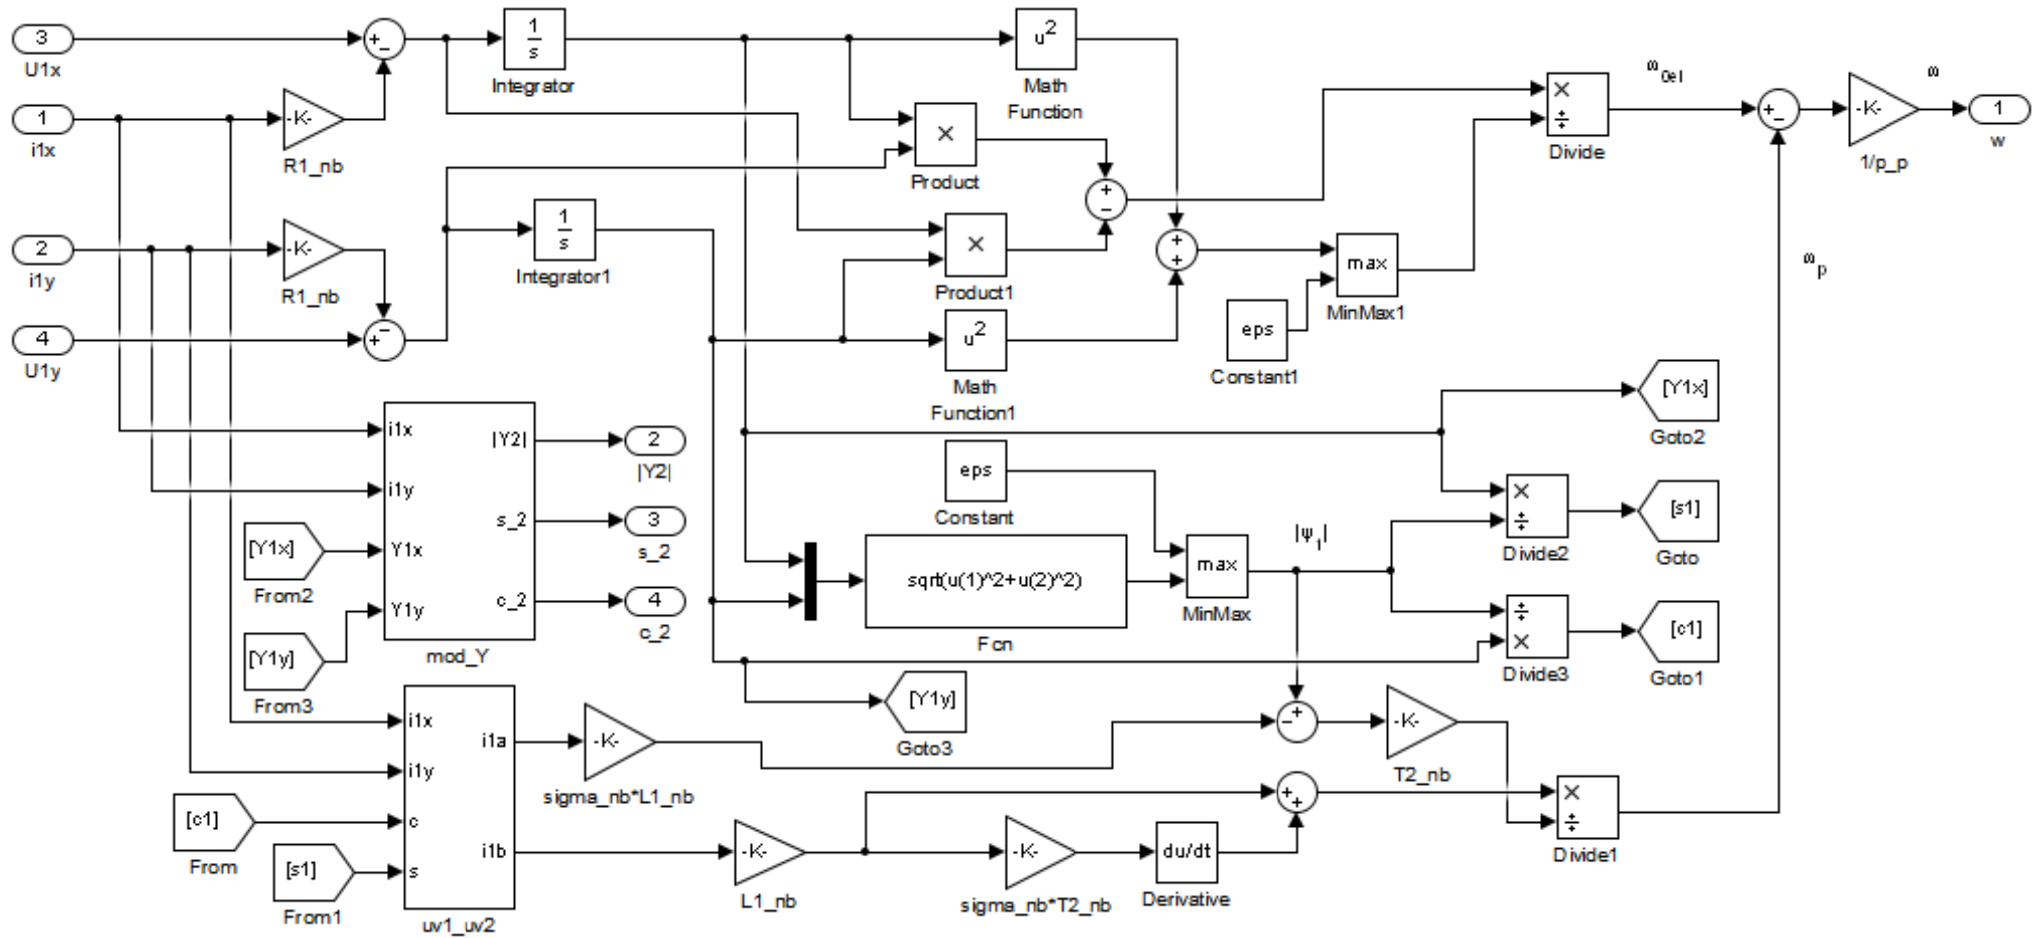 3
U1x
1
i1x
2
i1y
4
U1y
+
−
-K-
R1_nb
-K-
R1_nb
−
+
1
s
Integrator
1
s
Integrator1
u²
Math
Function
×
Product
×
Product1
u²
Math
Function1
+
−
+
+
eps
Constant1
max
MinMax1
×
÷
Divide
ω0el
+
−
-K-
1/p_p
ω
1
w
ωp
i1x
i1y
Y1x
Y1y
|Y2|
s_2
c_2
mod_Y
[Y1x]
From2
[Y1y]
From3
2
|Y2|
3
s_2
4
c_2
eps
Constant
sqrt(u(1)^2+u(2)^2)
Fcn
max
MinMax
|ψ1|
[Y1x]
Goto2
×
÷
Divide2
[s1]
Goto
÷
×
Divide3
[c1]
Goto1
[Y1y]
Goto3
i1x
i1y
c
s
i1a
i1b
uv1_uv2
[c1]
From
[s1]
From1
-K-
sigma_nb*L1_nb
-K-
L1_nb
-K-
sigma_nb*T2_nb
du/dt
Derivative
−
+
+
+
-K-
T2_nb
×
÷
Divide1